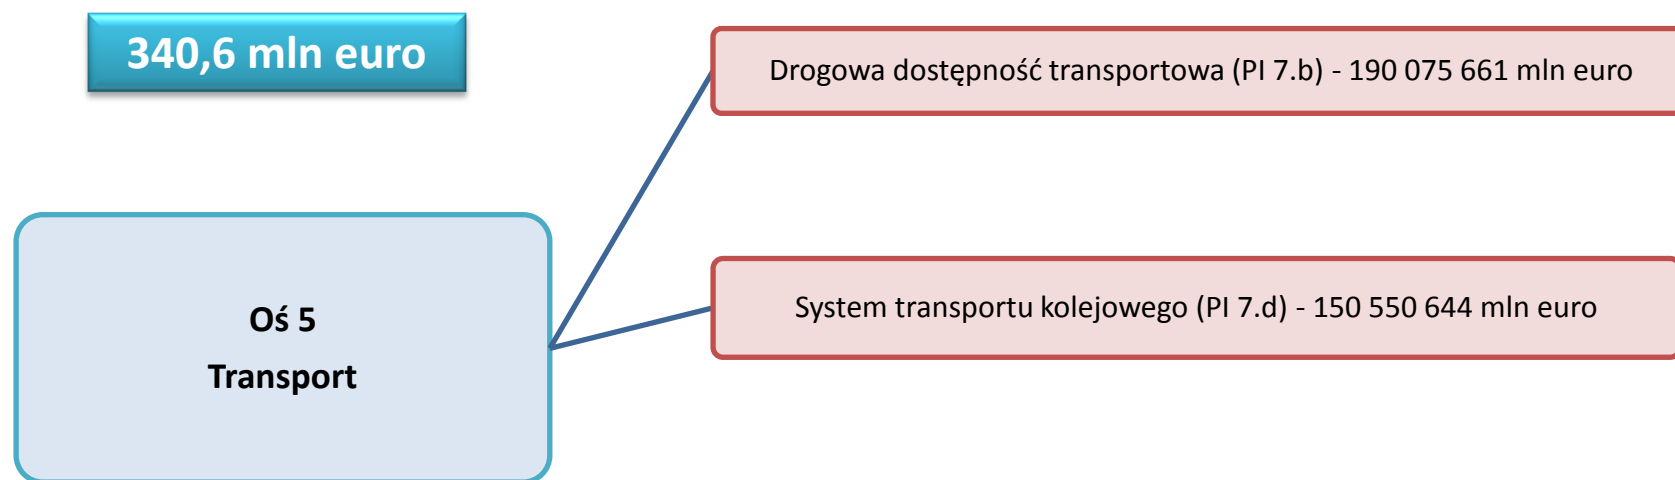 340,6 mln euro
Drogowa dostępność transportowa (PI 7.b) - 190 075 661 mln euro
System transportu kolejowego (PI 7.d) - 150 550 644 mln euro
Oś 5
Transport